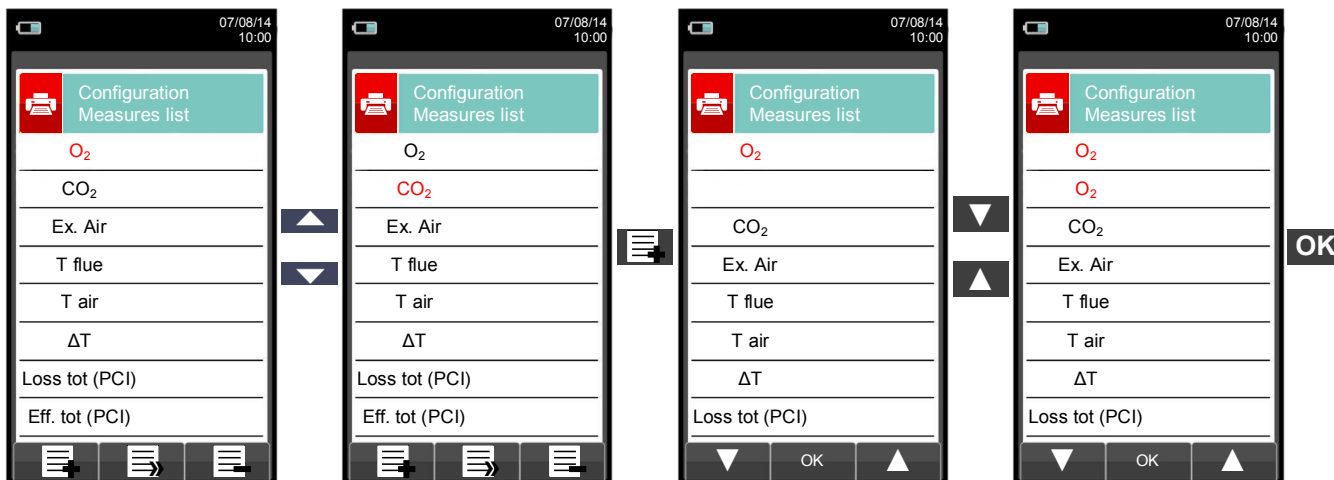 07/08/14
10:00
Configuration
Measures list
O₂
CO₂
Ex. Air
T flue
T air
ΔT
Loss tot (PCI)
Eff. tot (PCI)
07/08/14
10:00
Configuration
Measures list
O₂
CO₂
Ex. Air
T flue
T air
ΔT
Loss tot (PCI)
Eff. tot (PCI)
07/08/14
10:00
Configuration
Measures list
O₂
CO₂
Ex. Air
T flue
T air
ΔT
Loss tot (PCI)
OK
07/08/14
10:00
Configuration
Measures list
O₂
O₂
CO₂
Ex. Air
T flue
T air
ΔT
Loss tot (PCI)
OK
OK